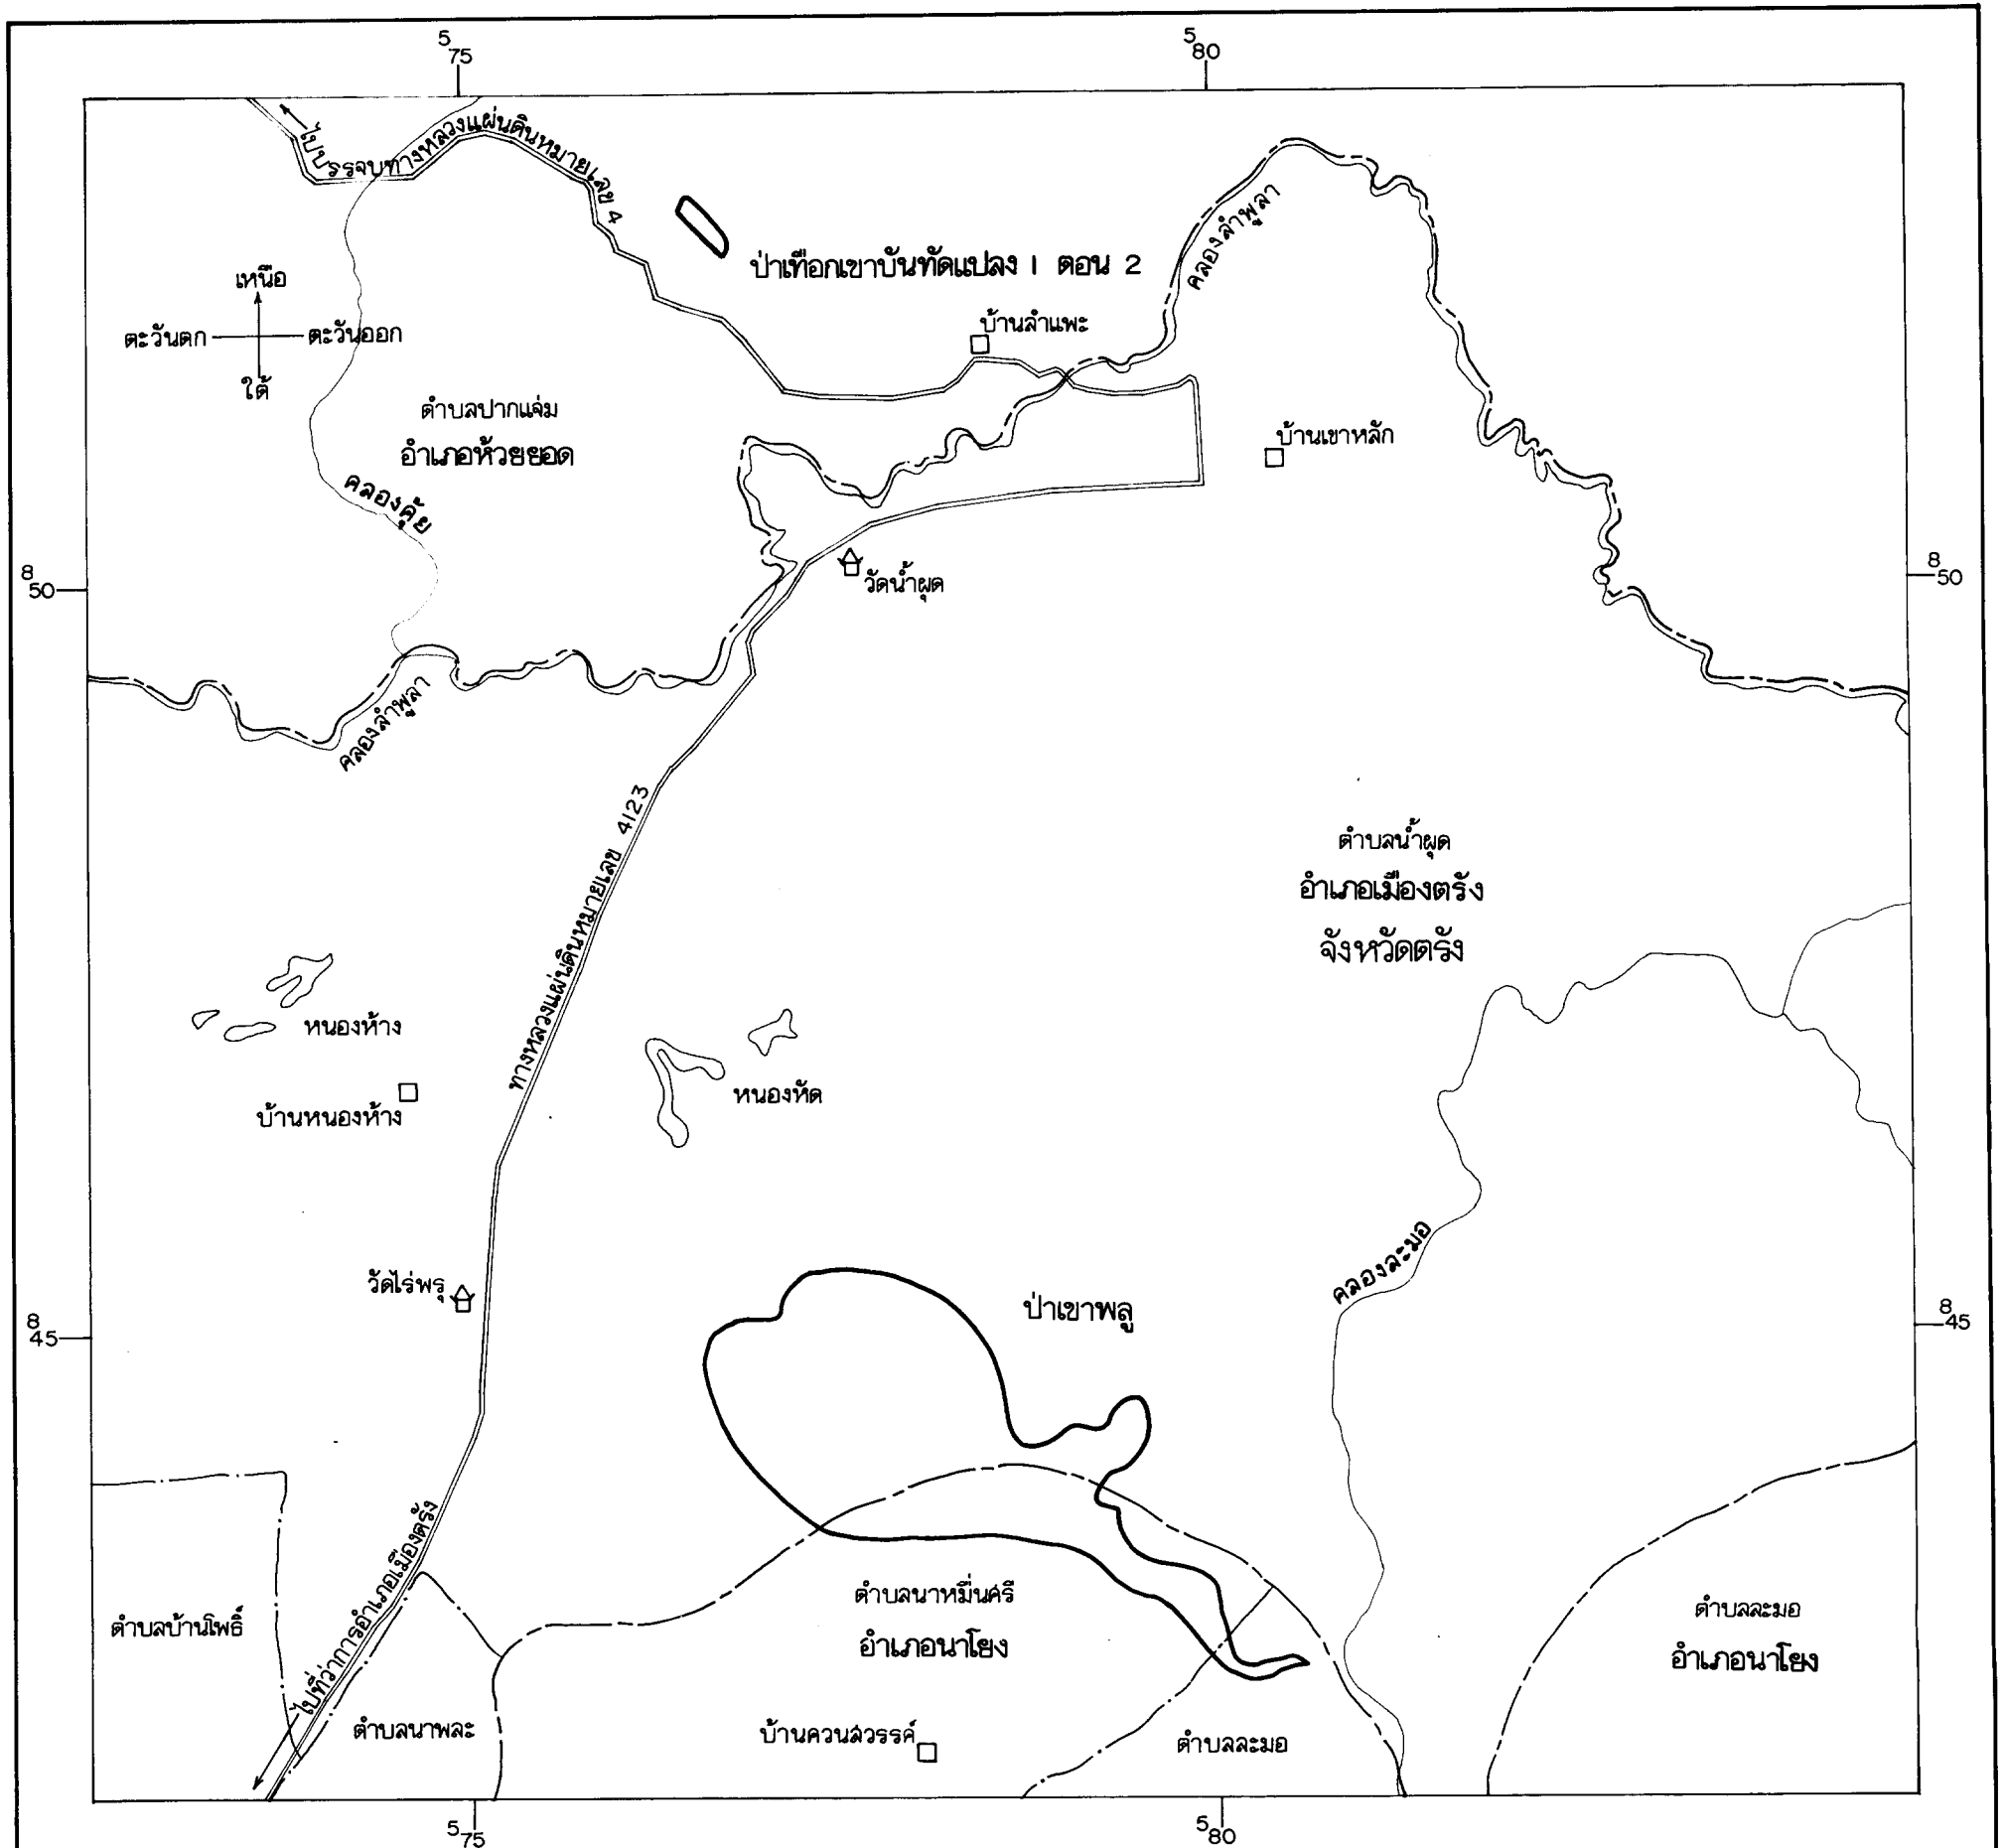 5 75
5 80
ไปบรรจบทางหลวงแผ่นดินหมายเลข 4
คลองลำพูลา
ป่าเทือกเขาบันทัดแปลง 1 ตอน 2
เหนือ
ตะวันตก
ตะวันออก
ใต้
บ้านลำแพะ
ตำบลปากแจ่ม
อำเภอห้วยยอด
บ้านเขาหลัก
คลองคุ้ย
วัดน้ำผุด
8 50
8 50
คลองลำพูลา
ทางหลวงแผ่นดินหมายเลข 4123
ตำบลน้ำผุด
อำเภอเมืองตรัง
จังหวัดตรัง
หนองห้าง
บ้านหนองห้าง
หนองหัด
คลองละมอ
วัดไร่พรุ
ป่าเขาพลู
8 45
8 45
ไปที่ว่าการอำเภอเมืองตรัง
ตำบลบ้านโพธิ์
ตำบลนาหมื่นศรี
อำเภอนาโยง
ตำบลละมอ
อำเภอนาโยง
ตำบลนาพละ
บ้านควนสวรรค์
ตำบลละมอ
5 75
5 80